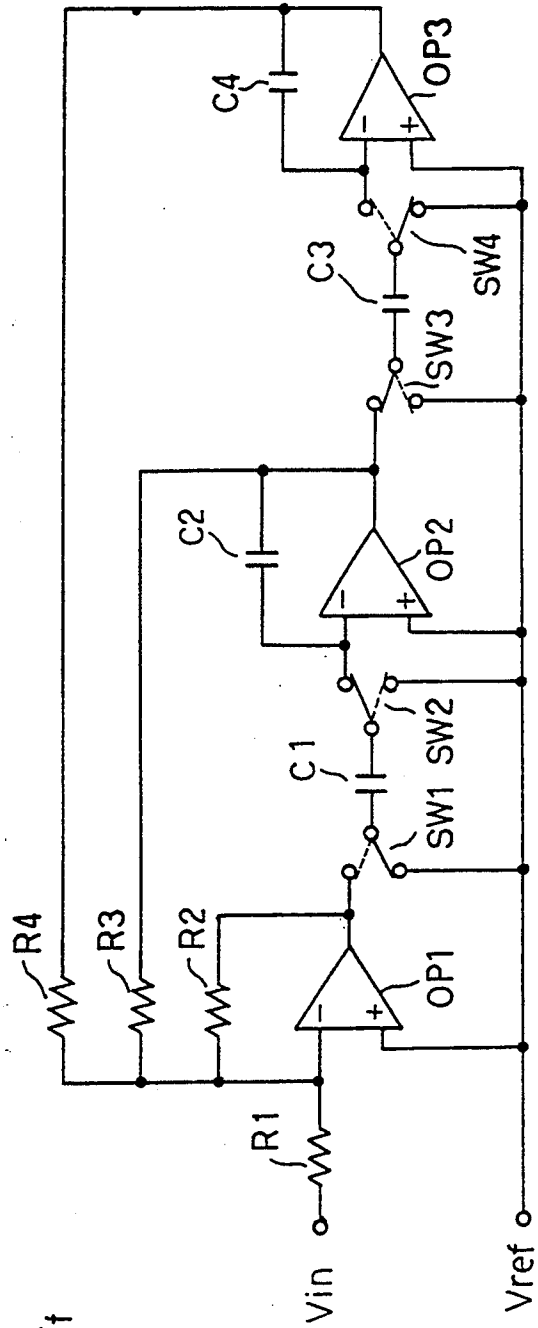 R4
R3
R2
R1
Vin
Vref
OP1
SW1
C1
SW2
C2
OP2
SW3
C3
SW4
C4
OP3
−
+
−
+
−
+